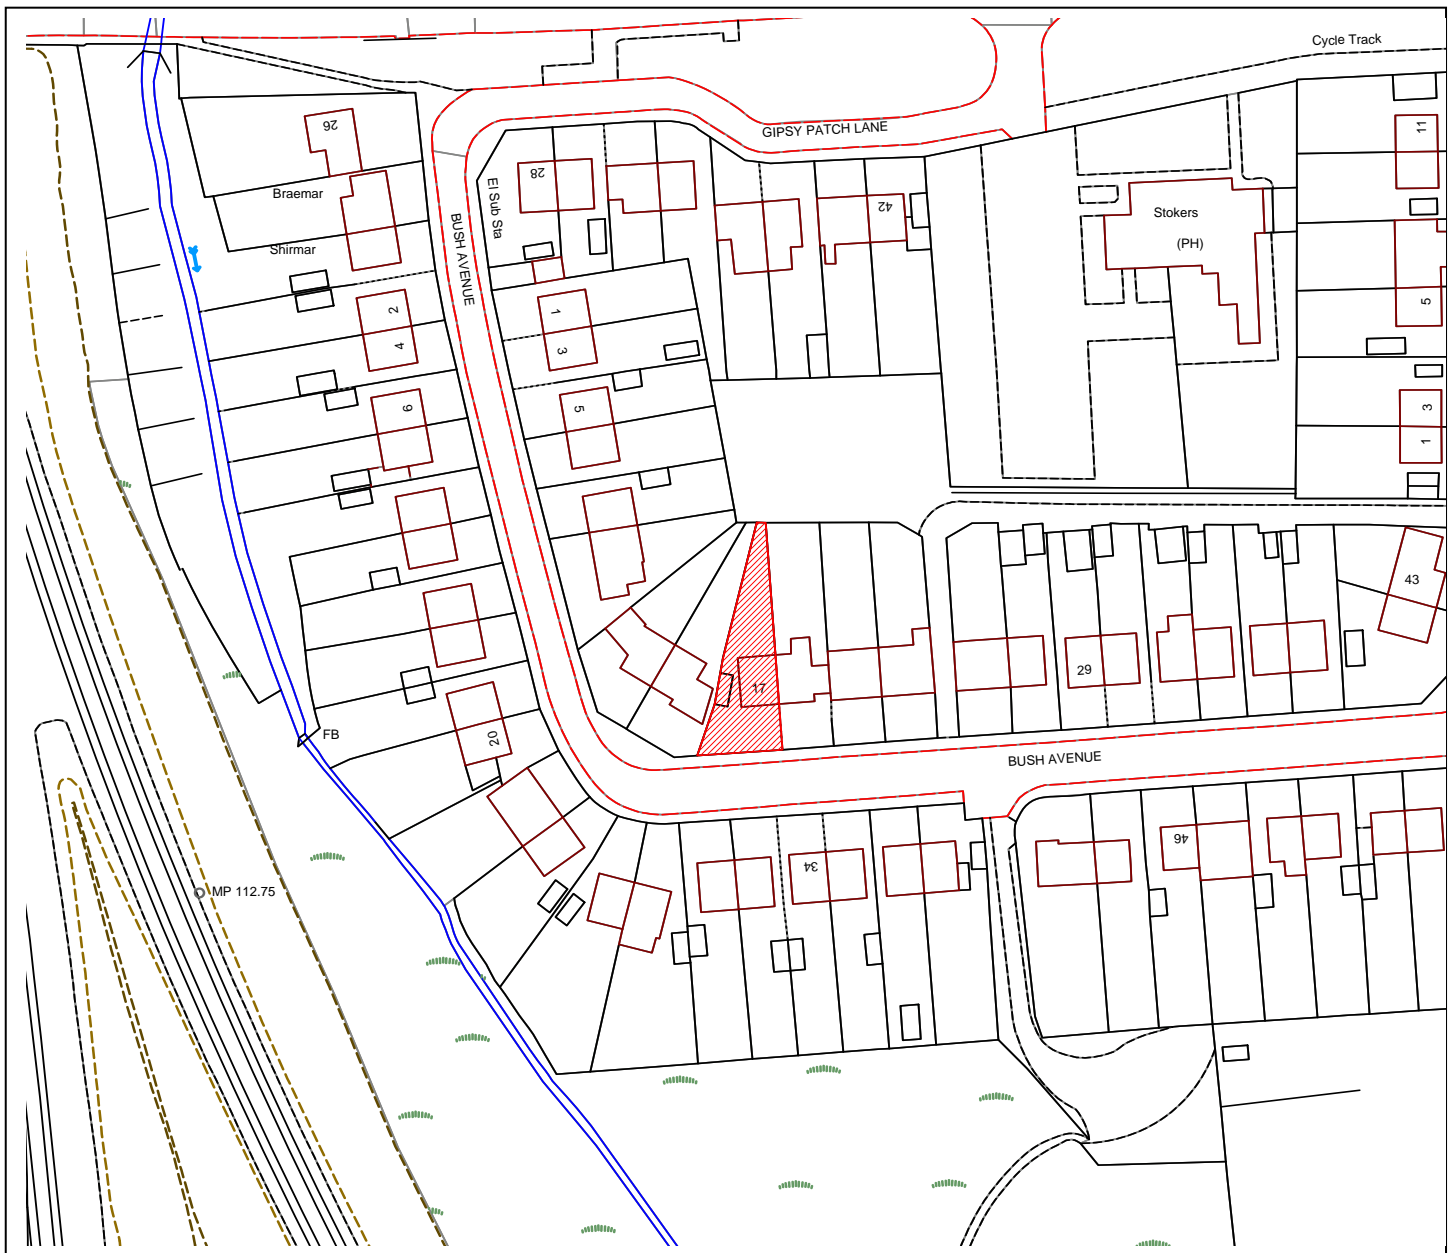 Cycle Track
GIPSY PATCH LANE
26
11
28
Braemar
El Sub Sta
42
Stokers
(PH)
BUSH AVENUE
Shirmar
2
1
5
4
3
6
5
3
1
43
29
17
FB
20
BUSH AVENUE
46
34
MP 112.75